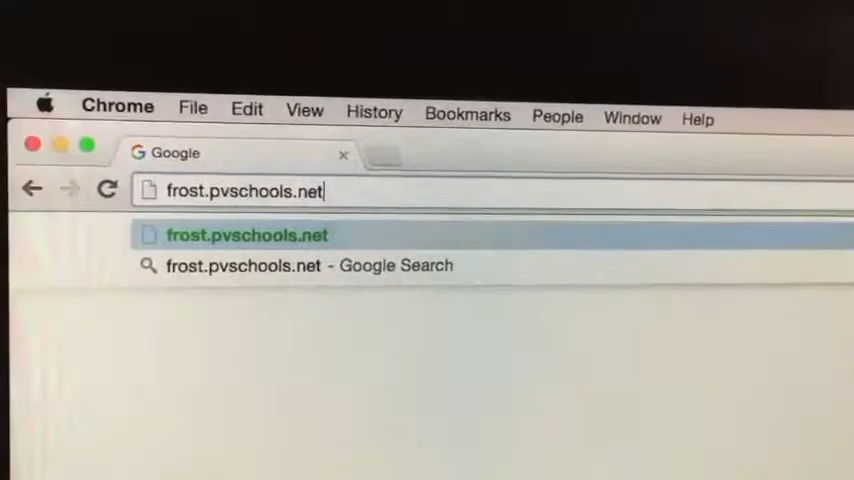 Chrome File Edit View History Bookmarks People Window Help
Google
frost.pvschools.net
frost.pvschools.net
frost.pvschools.net - Google Search